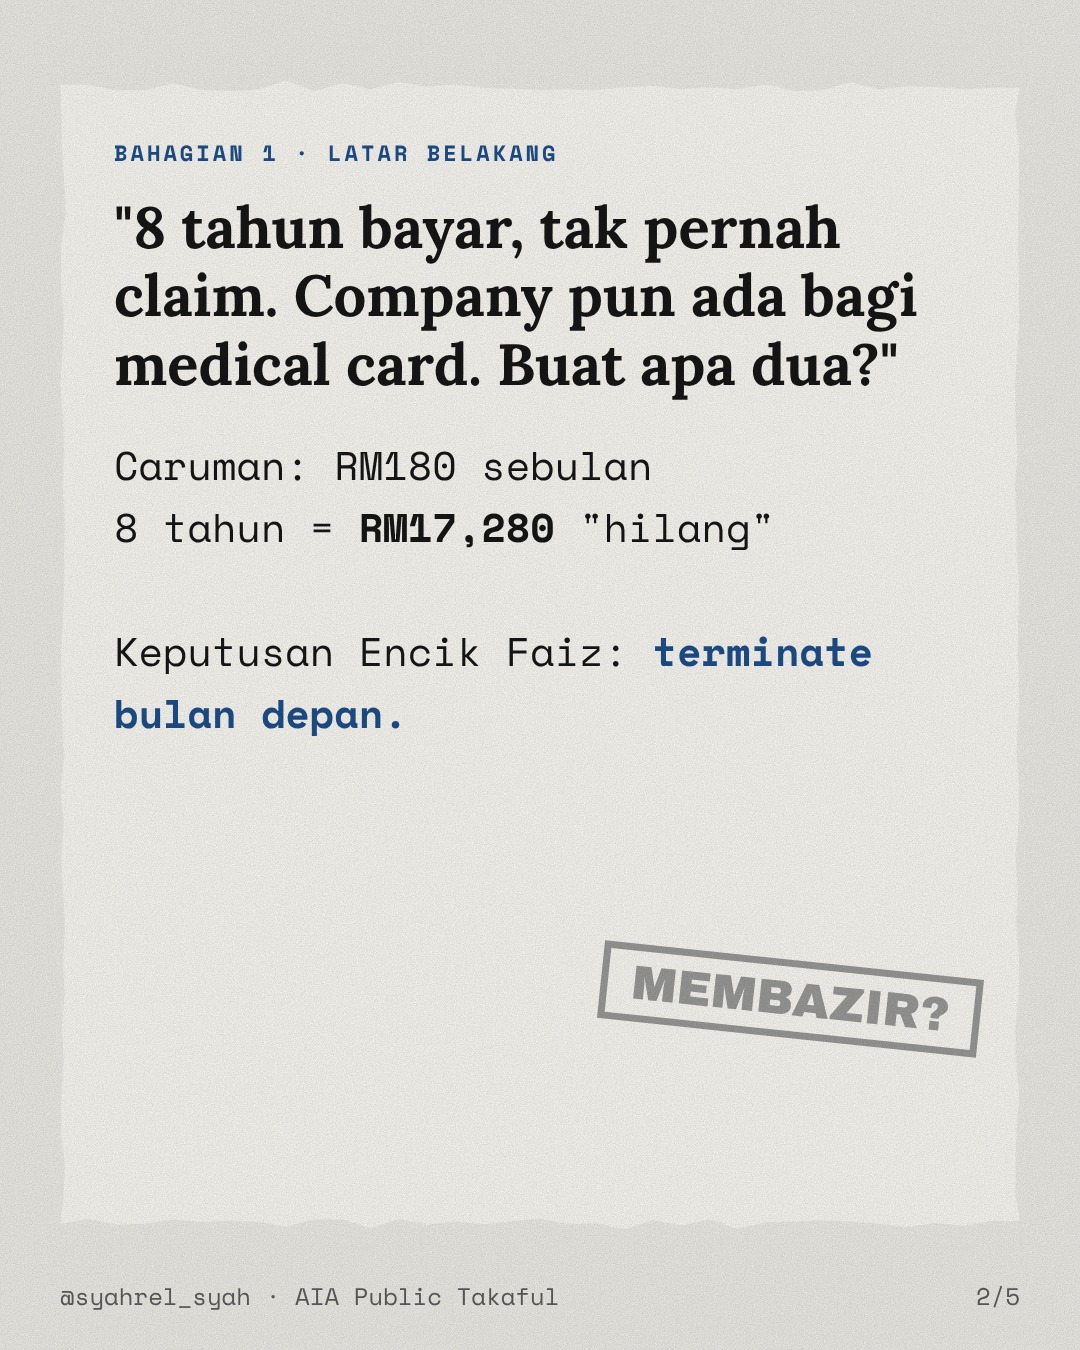 BAHAGIAN 1 · LATAR BELAKANG
"8 tahun bayar, tak pernah
claim. Company pun ada bagi
medical card. Buat apa dua?"
Caruman: RM180 sebulan
8 tahun = RM17,280 "hilang"
Keputusan Encik Faiz: terminate
bulan depan.
MEMBAZIR?
@syahrel_syah · AIA Public Takaful
2/5